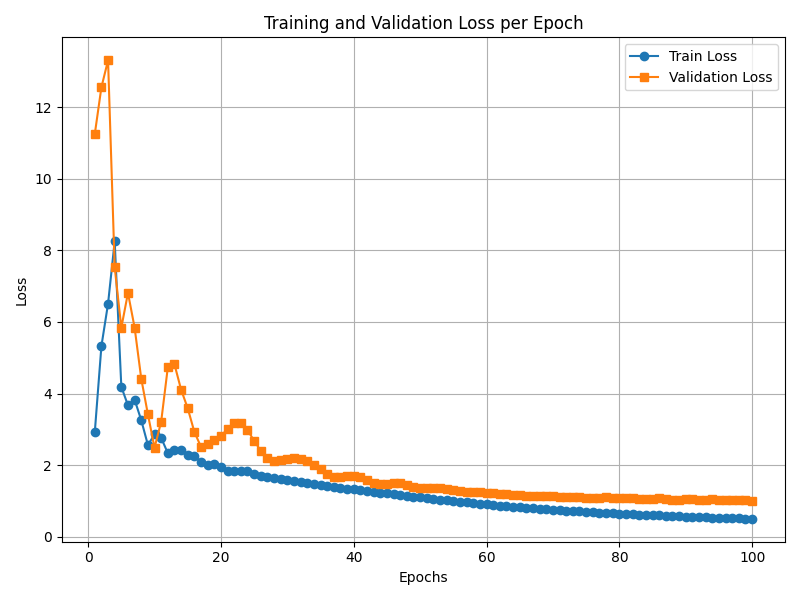 Training and Validation Loss per Epoch
Train Loss
Validation Loss
Loss
12
10
8
6
4
2
0
0 20 40 60 80 100
Epochs